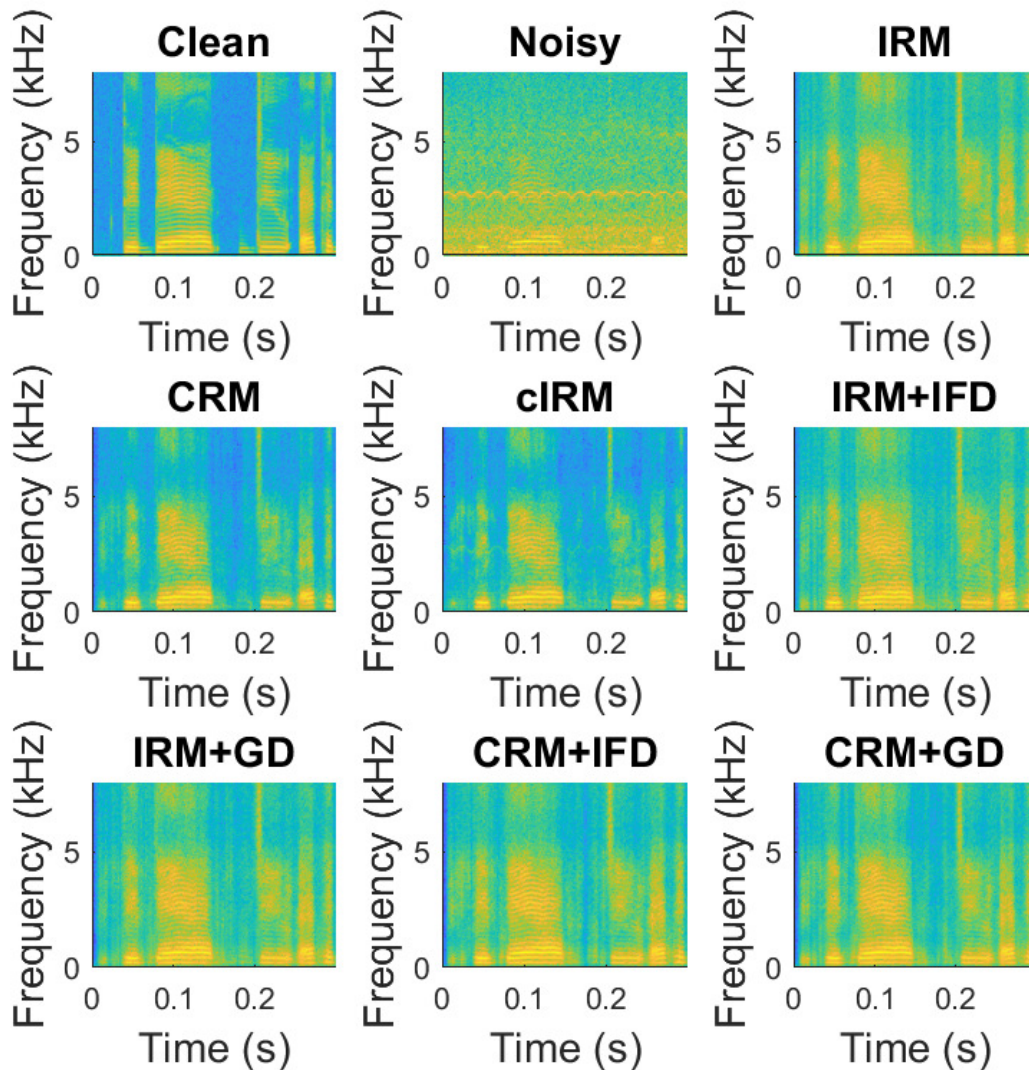 Clean
Frequency (kHz)
5
0
0 0.1 0.2
Time (s)
Noisy
Frequency (kHz)
5
0
0 0.1 0.2
Time (s)
IRM
Frequency (kHz)
5
0
0 0.1 0.2
Time (s)
CRM
Frequency (kHz)
5
0
0 0.1 0.2
Time (s)
cIRM
Frequency (kHz)
5
0
0 0.1 0.2
Time (s)
IRM+IFD
Frequency (kHz)
5
0
0 0.1 0.2
Time (s)
IRM+GD
Frequency (kHz)
5
0
0 0.1 0.2
Time (s)
CRM+IFD
Frequency (kHz)
5
0
0 0.1 0.2
Time (s)
CRM+GD
Frequency (kHz)
5
0
0 0.1 0.2
Time (s)